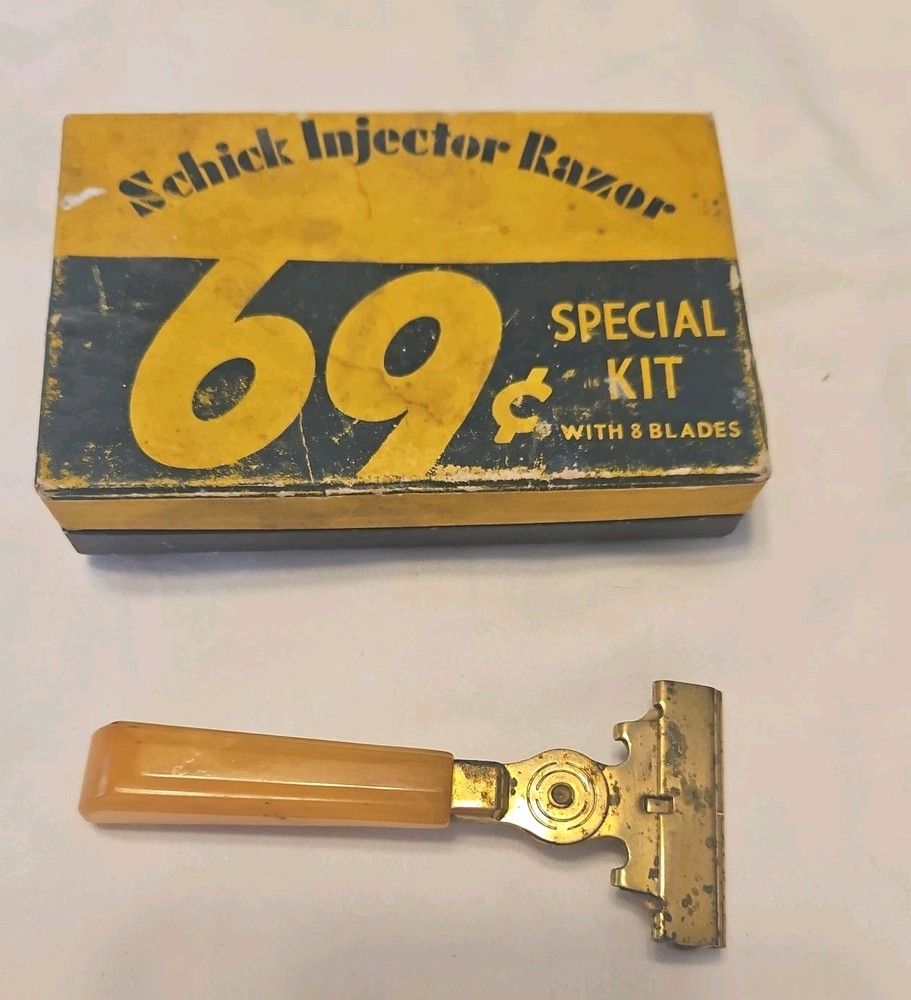 Schick Injector Razor
69¢
SPECIAL
KIT
WITH 8 BLADES